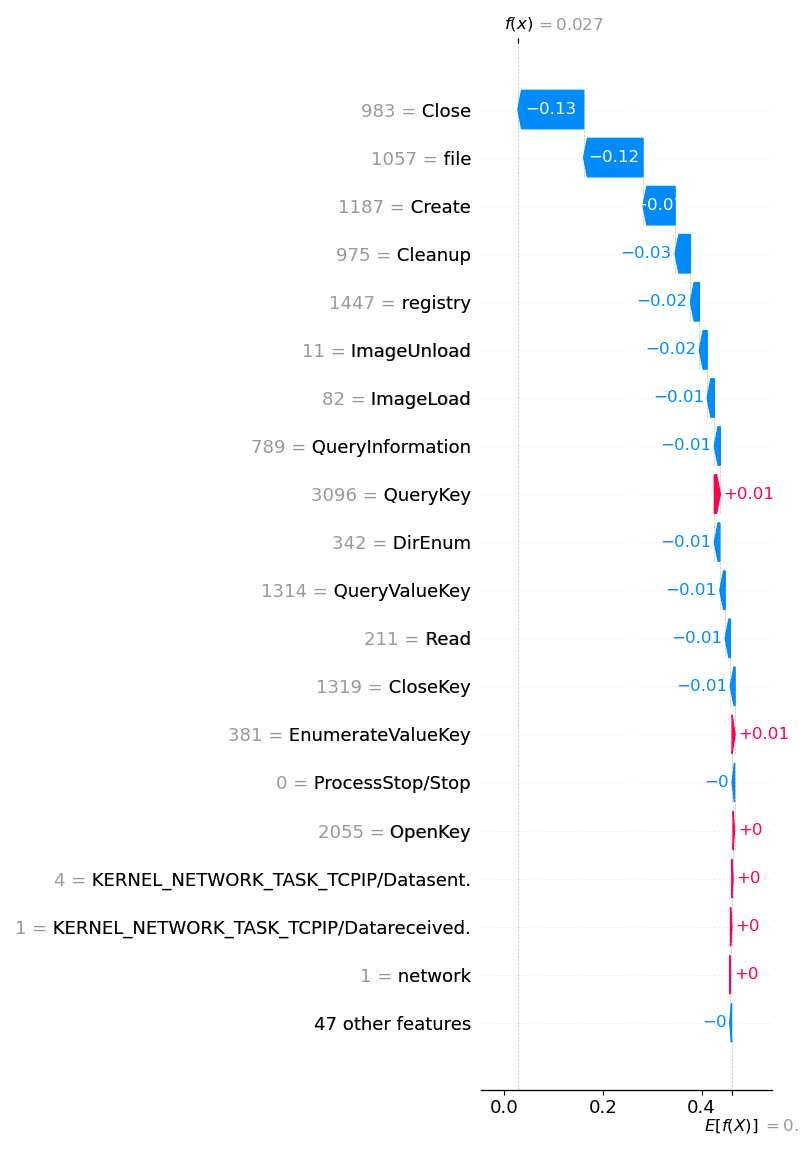 f(x) = 0.027
983 = Close −0.13
1057 = file −0.12
1187 = Create −0.0
975 = Cleanup −0.03
1447 = registry −0.02
11 = ImageUnload −0.02
82 = ImageLoad −0.01
789 = QueryInformation −0.01
3096 = QueryKey +0.01
342 = DirEnum −0.01
1314 = QueryValueKey −0.01
211 = Read −0.01
1319 = CloseKey −0.01
381 = EnumerateValueKey +0.01
0 = ProcessStop/Stop −0
2055 = OpenKey +0
4 = KERNEL_NETWORK_TASK_TCPIP/Datasent. +0
1 = KERNEL_NETWORK_TASK_TCPIP/Datareceived. +0
1 = network +0
47 other features −0
0.0 0.2 0.4
E[f(X)] = 0.